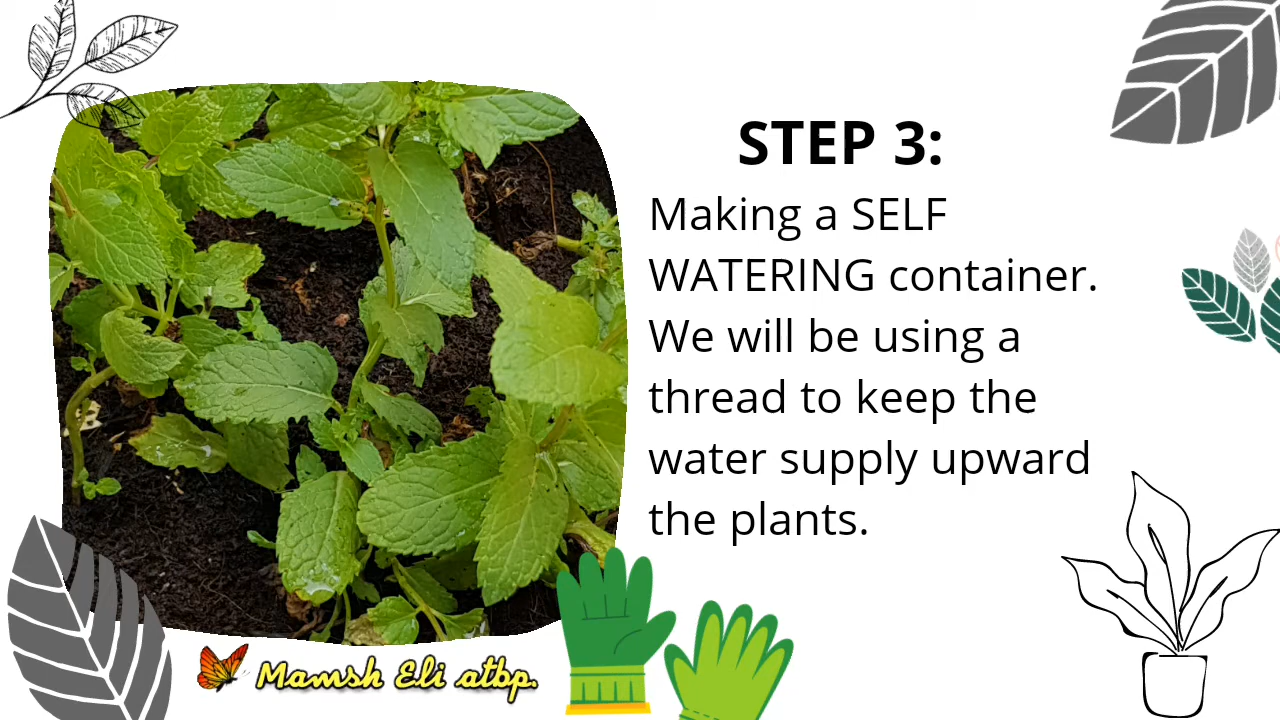 STEP 3:
Making a SELF
WATERING container.
We will be using a
thread to keep the
water supply upward
the plants.
Mamsh Eli atbp.